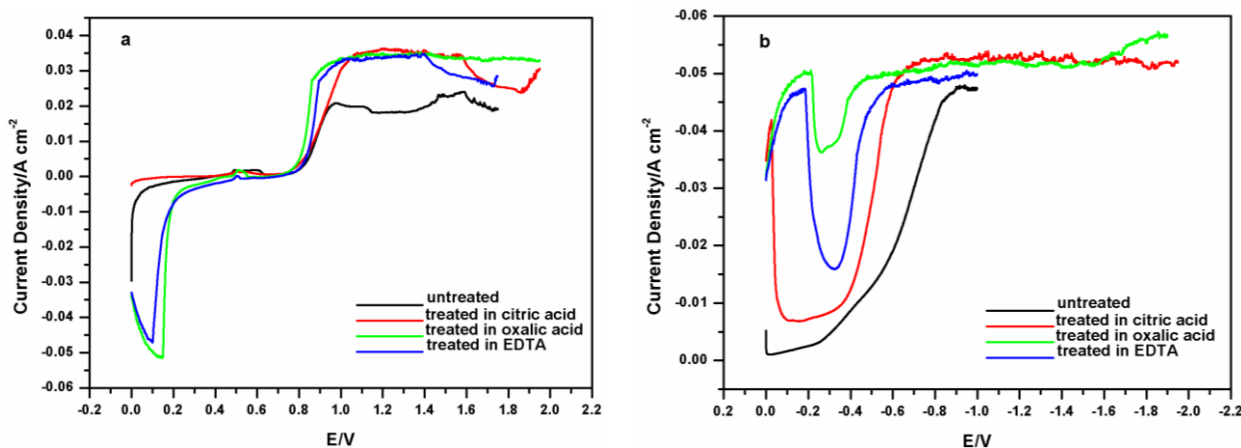 a
0.04
0.03
0.02
0.01
0.00
-0.01
-0.02
-0.03
-0.04
-0.05
-0.06
Current Density/A cm-2
untreated
treated in citric acid
treated in oxalic acid
treated in EDTA
-0.2 0.0 0.2 0.4 0.6 0.8 1.0 1.2 1.4 1.6 1.8 2.0 2.2
E/V
b
-0.06
-0.05
-0.04
-0.03
-0.02
-0.01
0.00
Current Density/A cm-2
untreated
treated in citric acid
treated in oxalic acid
treated in EDTA
0.2 0.0 -0.2 -0.4 -0.6 -0.8 -1.0 -1.2 -1.4 -1.6 -1.8 -2.0 -2.2
E/V